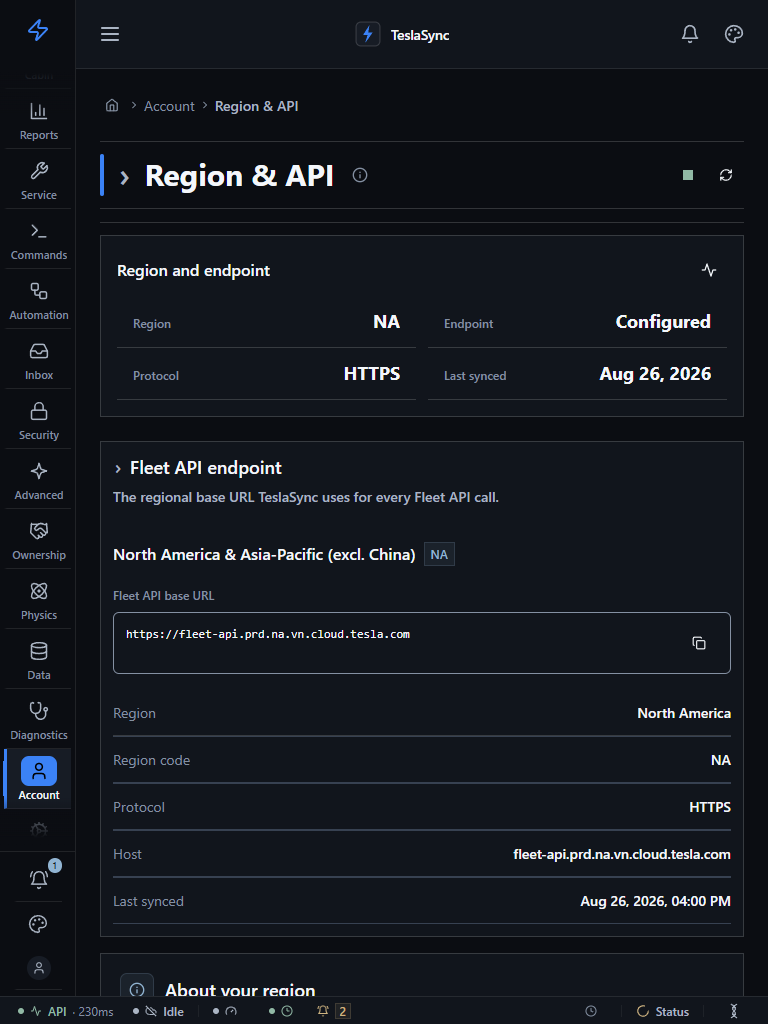 TeslaSync
Reports
Service
Commands
Automation
Inbox
Security
Advanced
Ownership
Physics
Data
Diagnostics
Account
1
Account
Region & API
Region & API
Region and endpoint
Region NA
Endpoint Configured
Protocol HTTPS
Last synced Aug 26, 2026
Fleet API endpoint
The regional base URL TeslaSync uses for every Fleet API call.
North America & Asia-Pacific (excl. China) NA
Fleet API base URL
https://fleet-api.prd.na.vn.cloud.tesla.com
Region North America
Region code NA
Protocol HTTPS
Host fleet-api.prd.na.vn.cloud.tesla.com
Last synced Aug 26, 2026, 04:00 PM
About your region
API · 230ms Idle 2 Status